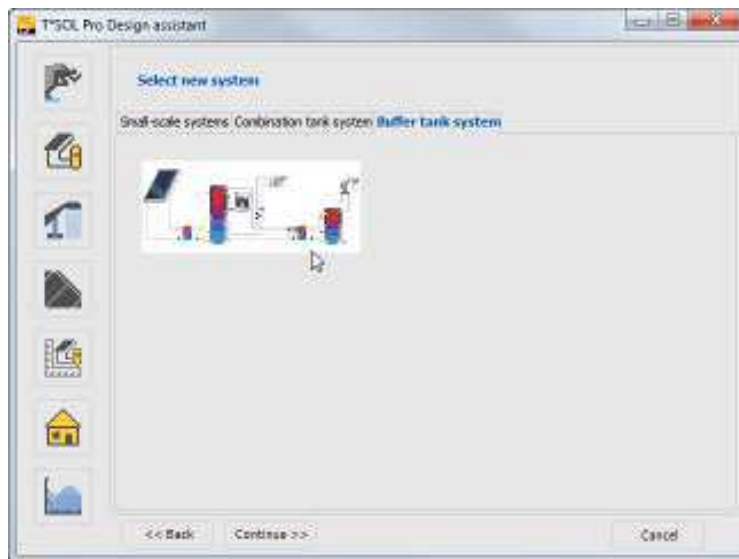 T*SOL Pro Design assistant
Select new system
Small-scale systems Combination tank system Buffer tank system
<< Back Continue >> Cancel